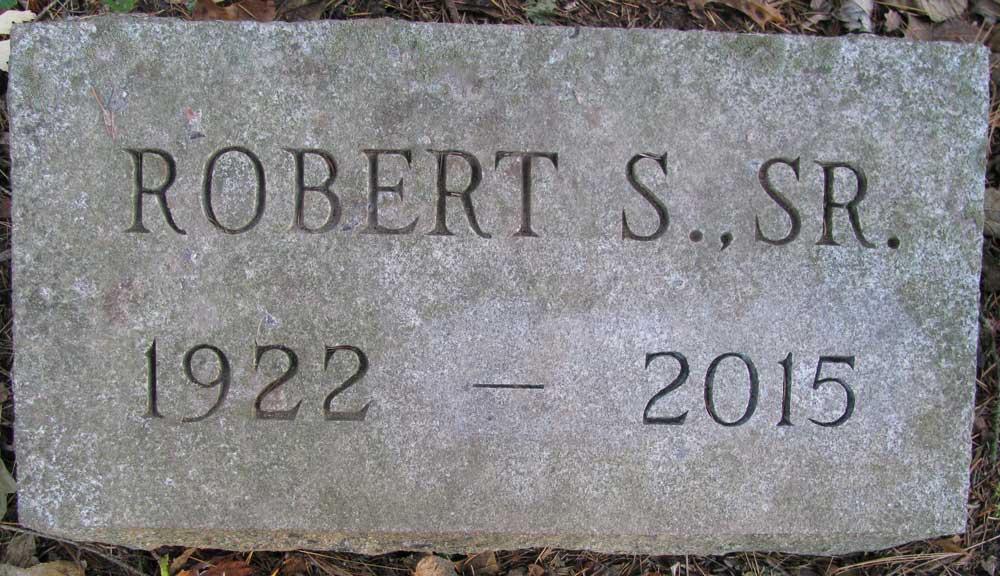 ROBERT S., SR.
1922 — 2015